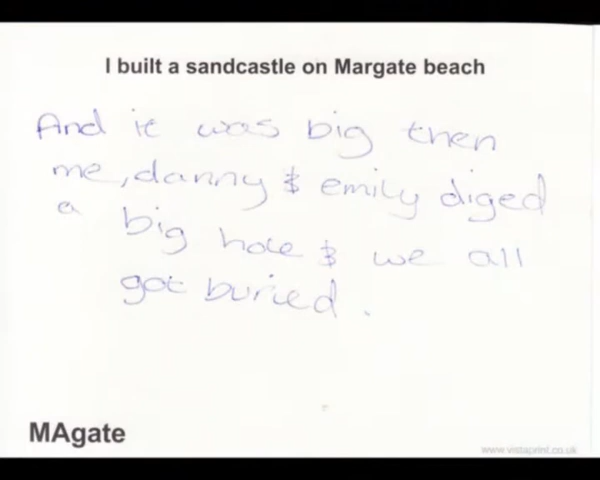 I built a sandcastle on Margate beach
And it was big then
me, danny & emily diged
a big hole & we all
got buried.
MAgate
www.vistaprint.co.uk